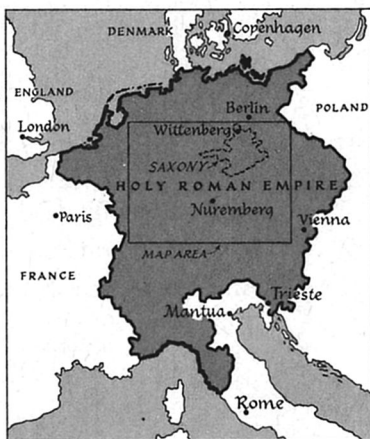 DENMARK
Copenhagen
ENGLAND
London
Berlin
POLAND
Wittenberg
SAXONY
HOLY ROMAN EMPIRE
Nuremberg
Paris
Vienna
MAP AREA
FRANCE
Trieste
Mantua
Rome